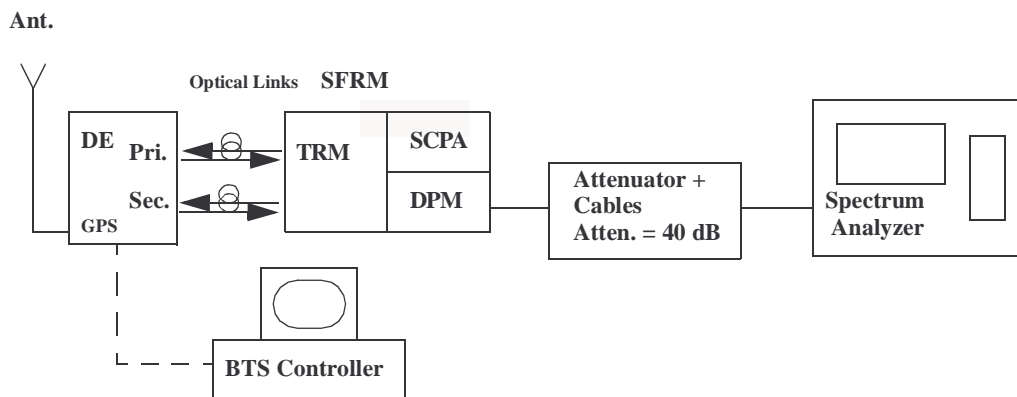 Ant.
Optical Links SFRM
DE
Pri.
Sec.
GPS
TRM
SCPA
DPM
Attenuator +
Cables
Atten. = 40 dB
Spectrum
Analyzer
BTS Controller